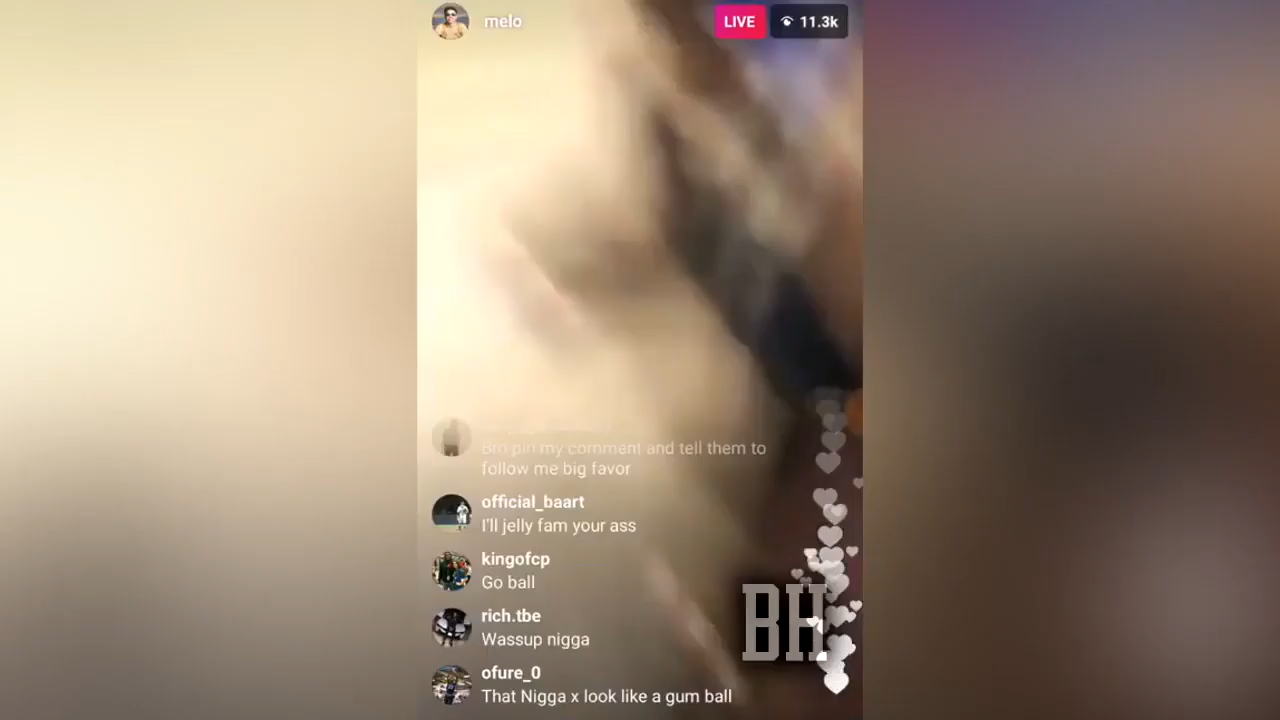 melo
LIVE
11.3k
Bro pin my comment and tell them to
follow me big favor
official_baart
I'll jelly fam your ass
kingofcp
Go ball
rich.tbe
Wassup nigga
ofure_0
That Nigga x look like a gum ball
BH